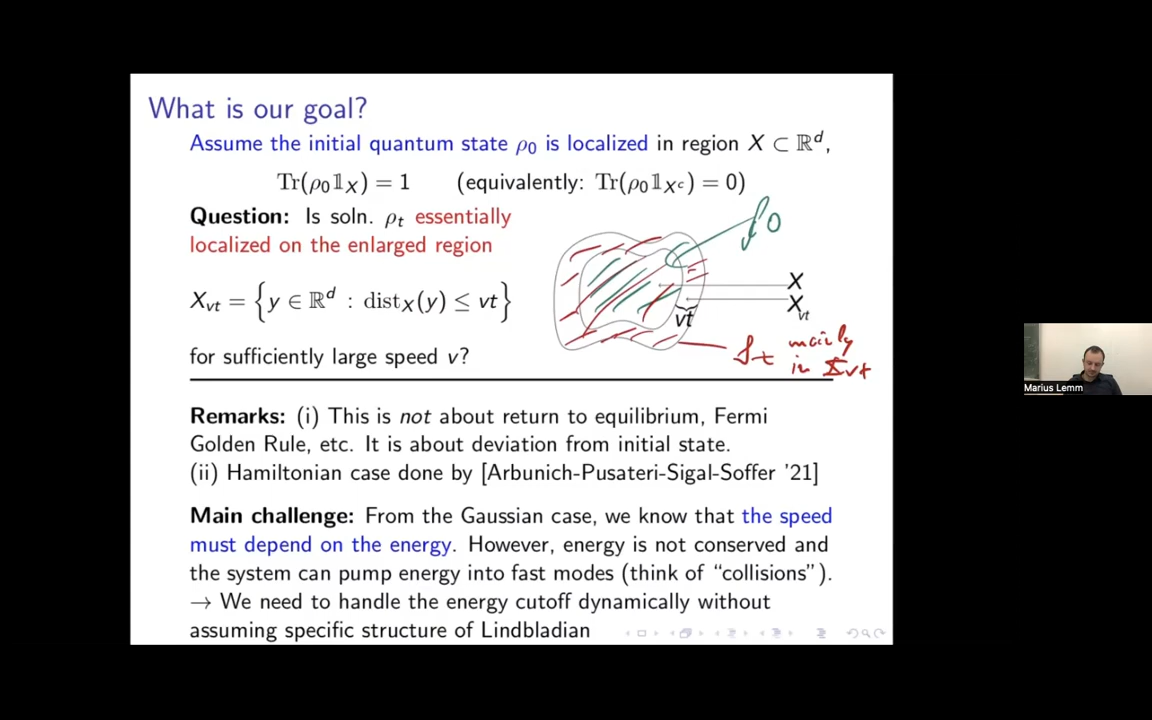 What is our goal?
Assume the initial quantum state ρ₀ is localized in region X ⊂ ℝᵈ,
Tr(ρ₀𝟙_X) = 1 (equivalently: Tr(ρ₀𝟙_Xᶜ) = 0)
Question: Is soln. ρₜ essentially
localized on the enlarged region
X_vt = {y ∈ ℝᵈ : dist_X(y) ≤ vt}
for sufficiently large speed v?
ρ₀
X
X_vt
vt
ρₜ mainly
in X_vt
Remarks: (i) This is not about return to equilibrium, Fermi
Golden Rule, etc. It is about deviation from initial state.
(ii) Hamiltonian case done by [Arbunich-Pusateri-Sigal-Soffer '21]
Main challenge: From the Gaussian case, we know that the speed
must depend on the energy. However, energy is not conserved and
the system can pump energy into fast modes (think of “collisions”).
→ We need to handle the energy cutoff dynamically without
assuming specific structure of Lindbladian
Marius Lemm